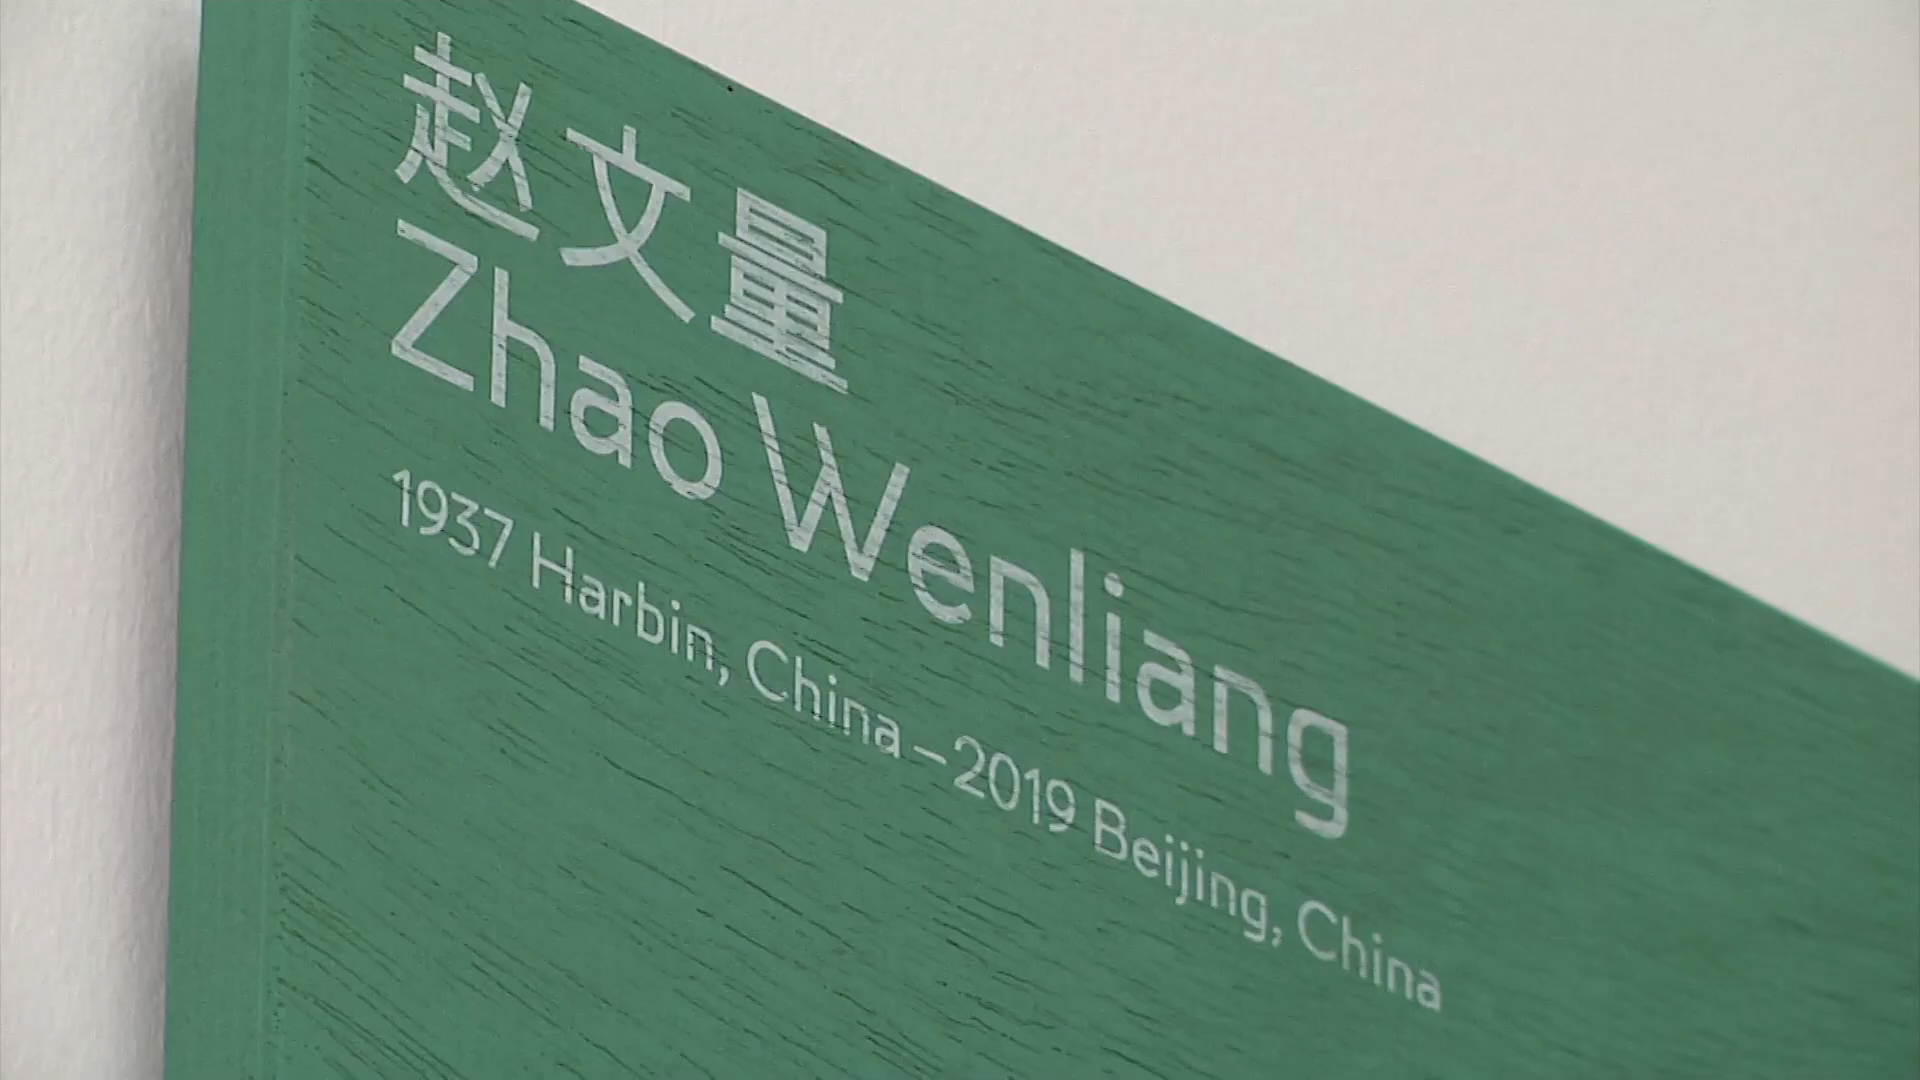 赵文量
Zhao Wenliang
1937 Harbin, China – 2019 Beijing, China